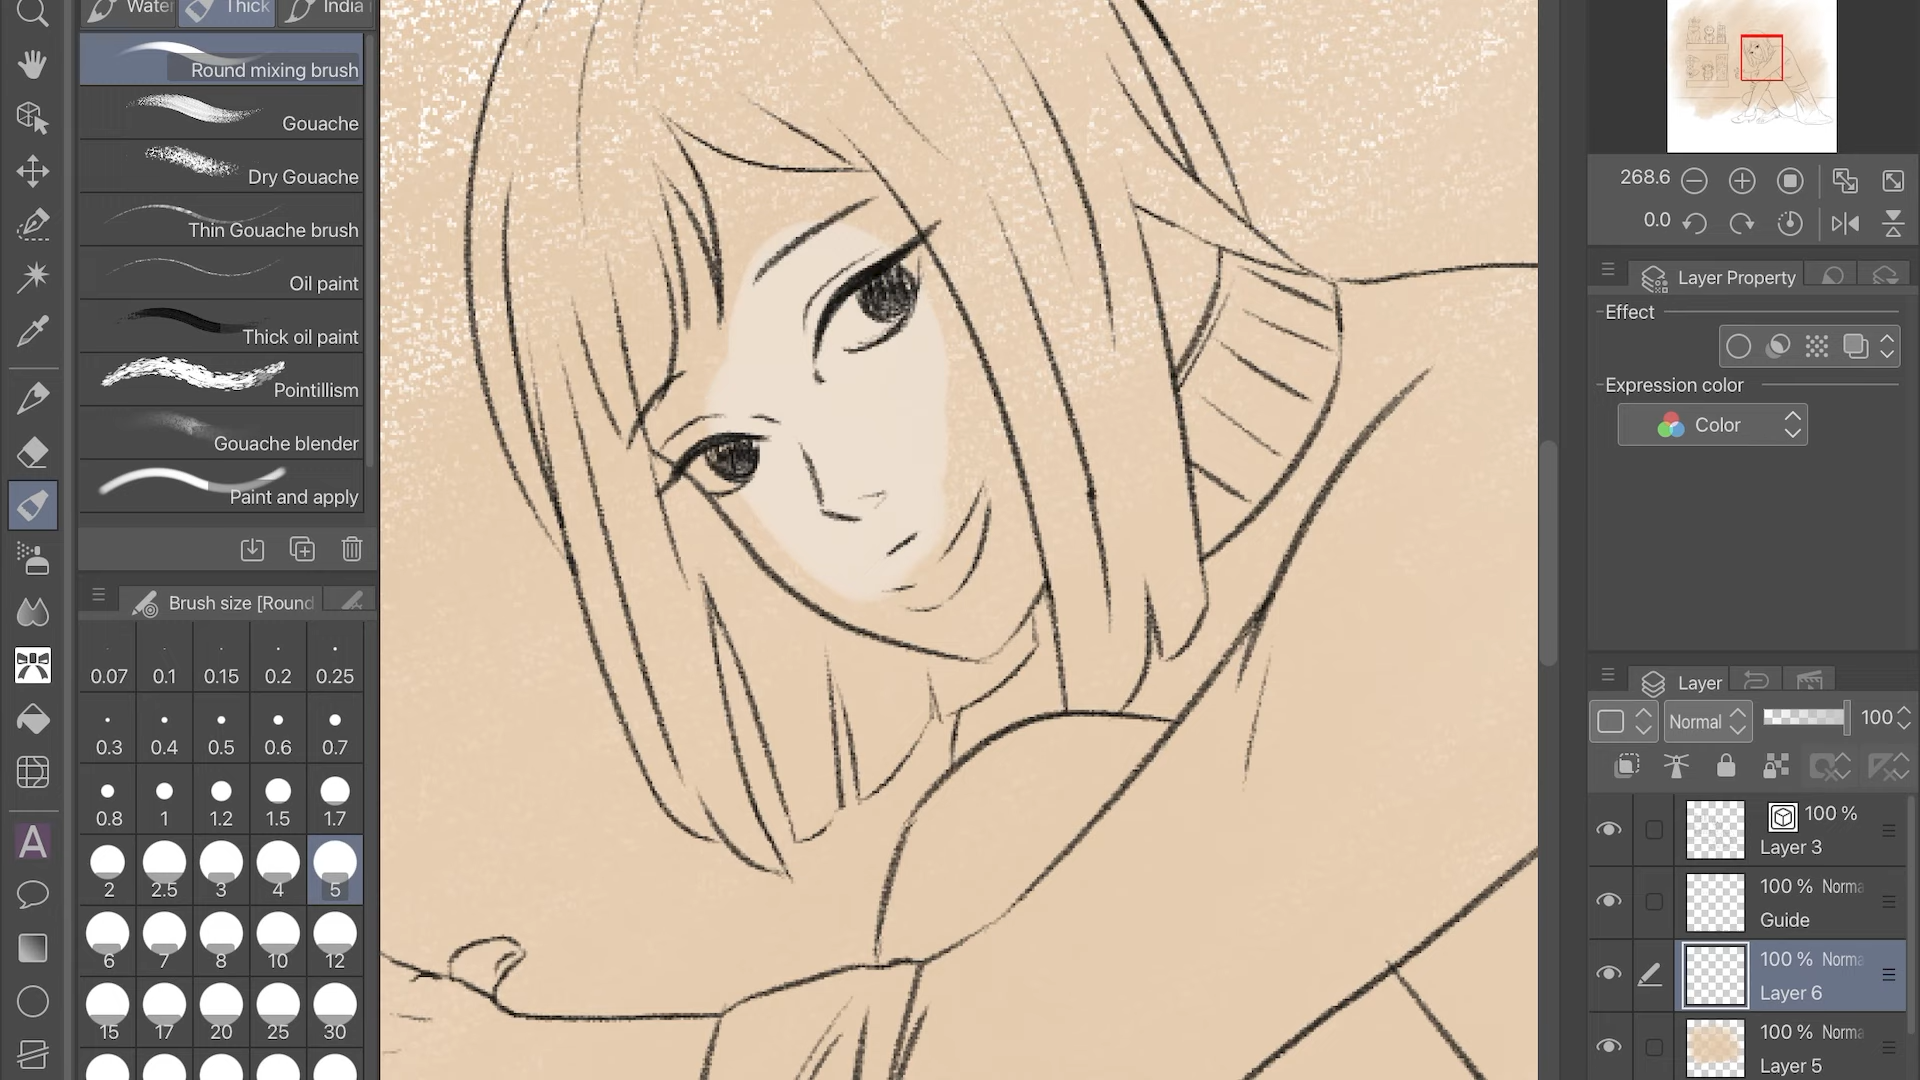 Water
Thick
India
Round mixing brush
Gouache
Dry Gouache
Thin Gouache brush
Oil paint
Thick oil paint
Pointillism
Gouache blender
Paint and apply
Brush size [Round
0.07 0.1 0.15 0.2 0.25
0.3 0.4 0.5 0.6 0.7
0.8 1 1.2 1.5 1.7
2 2.5 3 4 5
6 7 8 10 12
15 17 20 25 30
A
268.6
0.0
Layer Property
Effect
Expression color
Color
Layer
Normal
100
100 %
Layer 3
100 % Norma
Guide
100 % Norma
Layer 6
100 % Norma
Layer 5